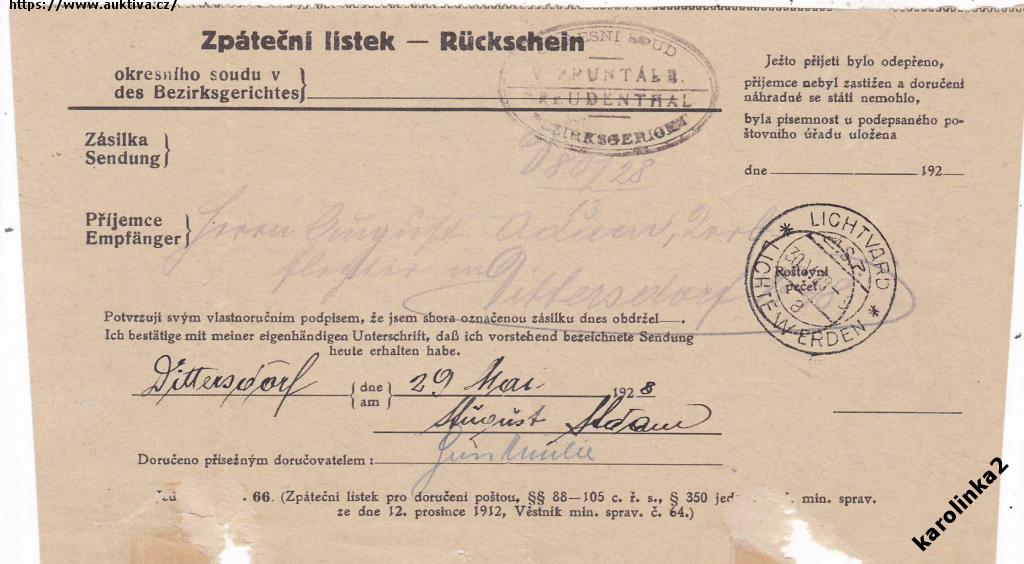 https://www.auktiva.cz/
Zpáteční lístek — Rückschein
okresního soudu v
des Bezirksgerichtes
BRUNTÁLE.
FREUDENTHAL
BEZIRKSGERICHT
Ježto přijetí bylo odepřeno,
příjemce nebyl zastižen a doručení
náhradné se státi nemohlo,
byla písemnost u podepsaného po-
štovního úřadu uložena
dne 192
Zásilka
Sendung
Příjemce
Empfänger
Herrn August Adam,
in
Dittersdorf
LICHTVARD
LICHTEWERDEN
Poštovní
pečeť
Potvrzuji svým vlastnoručním podpisem, že jsem shora označenou zásilku dnes obdržel
Ich bestätige mit meiner eigenhändigen Unterschrift, daß ich vorstehend bezeichnete Sendung
heute erhalten habe.
Dittersdorf dne
am 29 Mai 1928
August Adam
Doručeno přísežným doručovatelem:
66. (Zpáteční lístek pro doručení poštou, §§ 88—105 c. ř. s., § 350 min. sprav.
ze dne 12. prosince 1912, Věstník min. sprav. č. 64.)
karolinka2